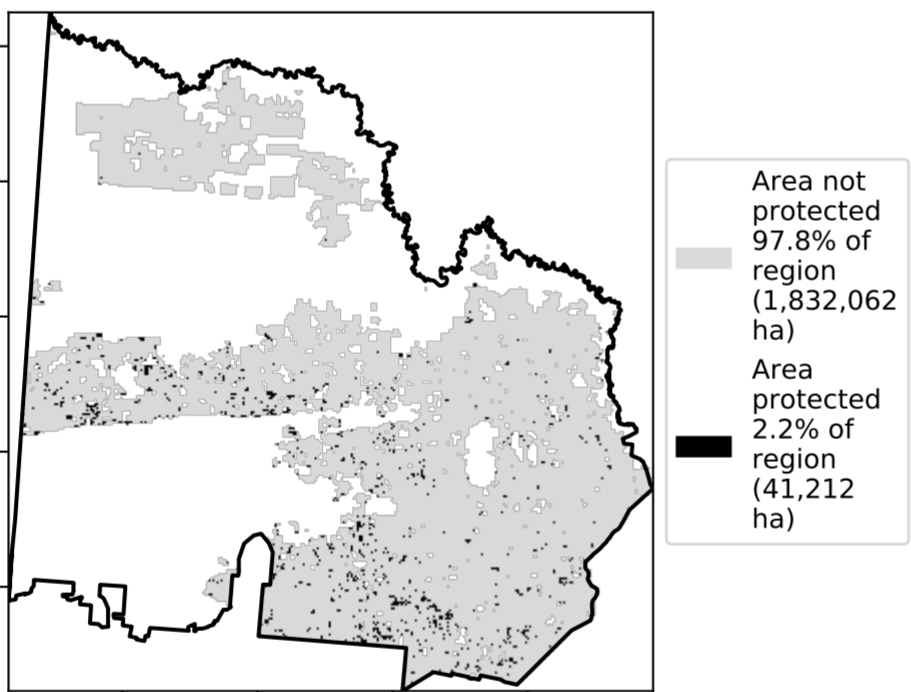 Area not
protected
97.8% of
region
(1,832,062
ha)
Area
protected
2.2% of
region
(41,212
ha)